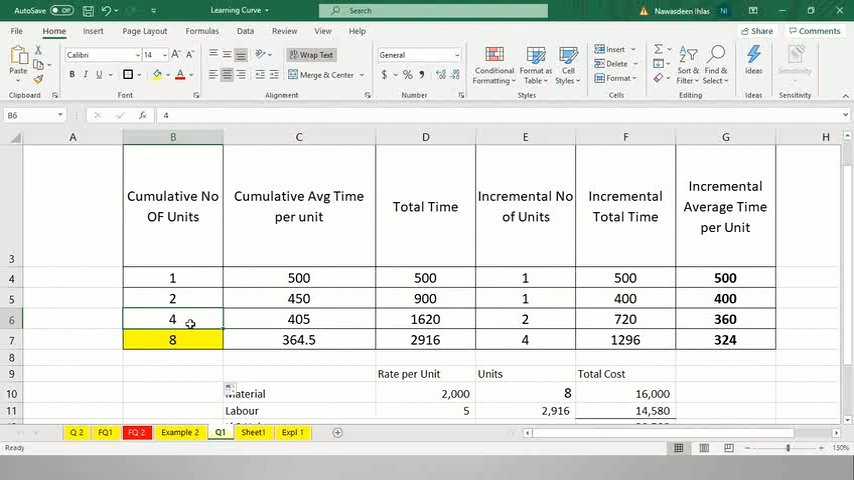 AutoSave Off Learning Curve Search Nawasdeen Ihlas NI
File Home Insert Page Layout Formulas Data Review View Help Share Comments
Calibri 14 Wrap Text General Insert
Paste Merge & Center Conditional Formatting Format as Table Cell Styles Delete Format Sort & Filter Find & Select Ideas Sensitivity
Clipboard Font Alignment Number Styles Cells Editing Ideas Sensitivity
B6 fx 4
A B C D E F G H
3 Cumulative No OF Units Cumulative Avg Time per unit Total Time Incremental No of Units Incremental Total Time Incremental Average Time per Unit
4 1 500 500 1 500 500
5 2 450 900 1 400 400
6 4 405 1620 2 720 360
7 8 364.5 2916 4 1296 324
8
9 Rate per Unit Units Total Cost
10 Material 2,000 8 16,000
11 Labour 5 2,916 14,580
Q 2 FQ1 FQ 2 Example 2 Q1 Sheet1 Expl 1
Ready 130%